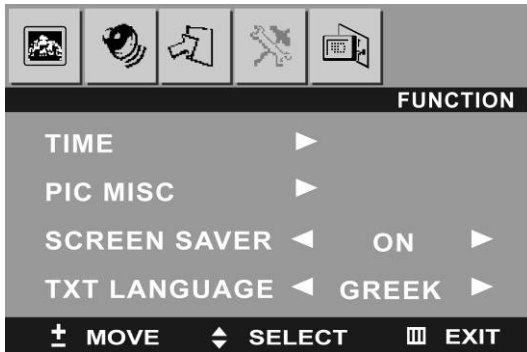 FUNCTION
TIME ▶
PIC MISC ▶
SCREEN SAVER ◀ ON ▶
TXT LANGUAGE ◀ GREEK ▶
± MOVE SELECT EXIT